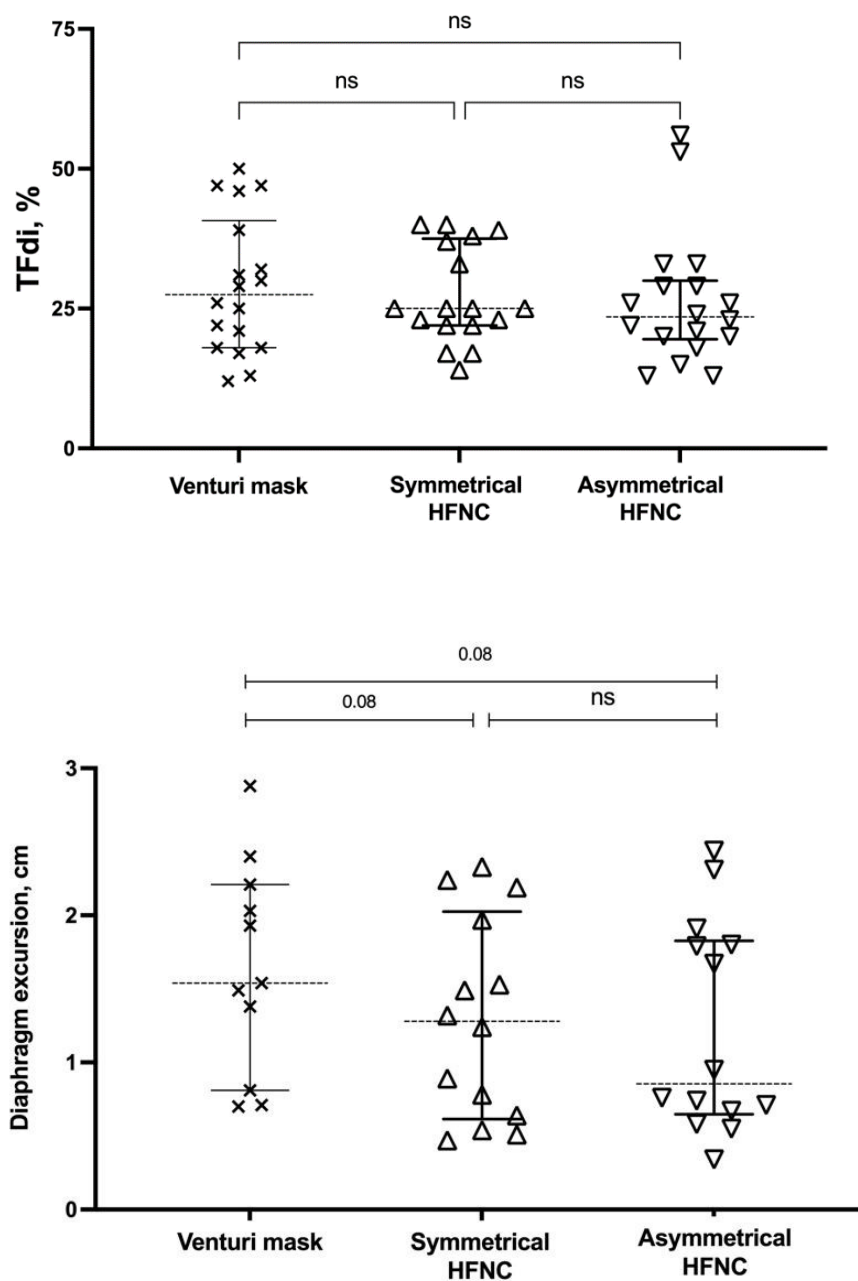 ns
ns
ns
75
50
25
0
TFdi, %
Venturi mask
Symmetrical
HFNC
Asymmetrical
HFNC
0.08
0.08
ns
3
2
1
0
Diaphragm excursion, cm
Venturi mask
Symmetrical
HFNC
Asymmetrical
HFNC